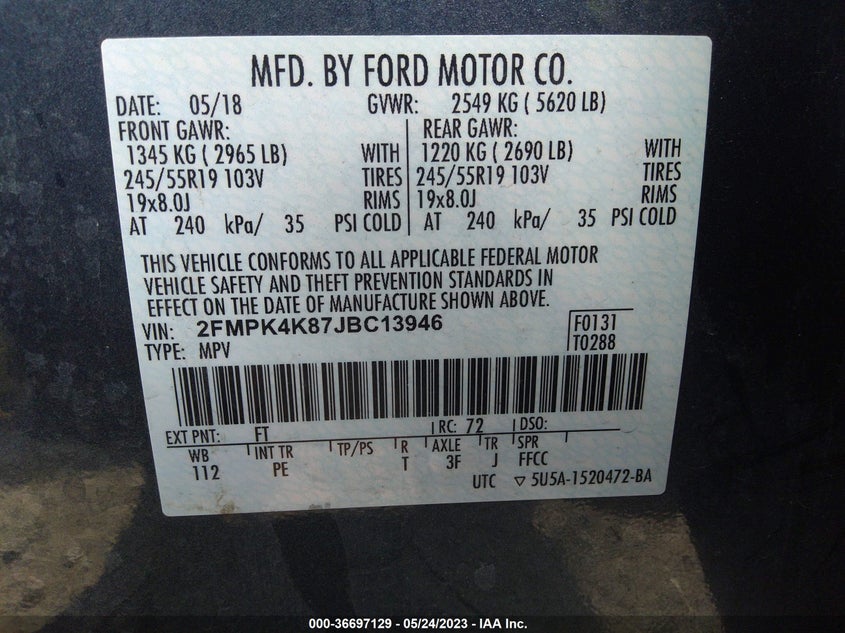 MFD. BY FORD MOTOR CO.
DATE: 05/18 GVWR: 2549 KG ( 5620 LB)
FRONT GAWR: REAR GAWR:
1345 KG ( 2965 LB) WITH 1220 KG ( 2690 LB) WITH
245/55R19 103V TIRES 245/55R19 103V TIRES
19x8.0J RIMS 19x8.0J RIMS
AT 240 kPa/ 35 PSI COLD AT 240 kPa/ 35 PSI COLD
THIS VEHICLE CONFORMS TO ALL APPLICABLE FEDERAL MOTOR
VEHICLE SAFETY AND THEFT PREVENTION STANDARDS IN
EFFECT ON THE DATE OF MANUFACTURE SHOWN ABOVE.
VIN: 2FMPK4K87JBC13946 F0131
TYPE: MPV T0288
EXT PNT: FT RC: 72 DSO:
WB INT TR TP/PS R AXLE TR SPR
112 PE T 3F J FFCC
UTC ▽ 5U5A-1520472-BA
000-36697129 - 05/24/2023 - IAA Inc.